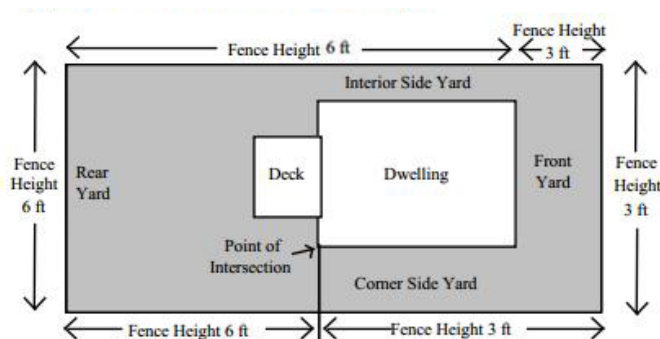 Fence Height 6 ft
Fence Height
3 ft
Interior Side Yard
Fence
Height
6 ft
Rear
Yard
Deck
Dwelling
Front
Yard
Fence
Height
3 ft
Point of
Intersection
Corner Side Yard
Fence Height 6 ft
Fence Height 3 ft